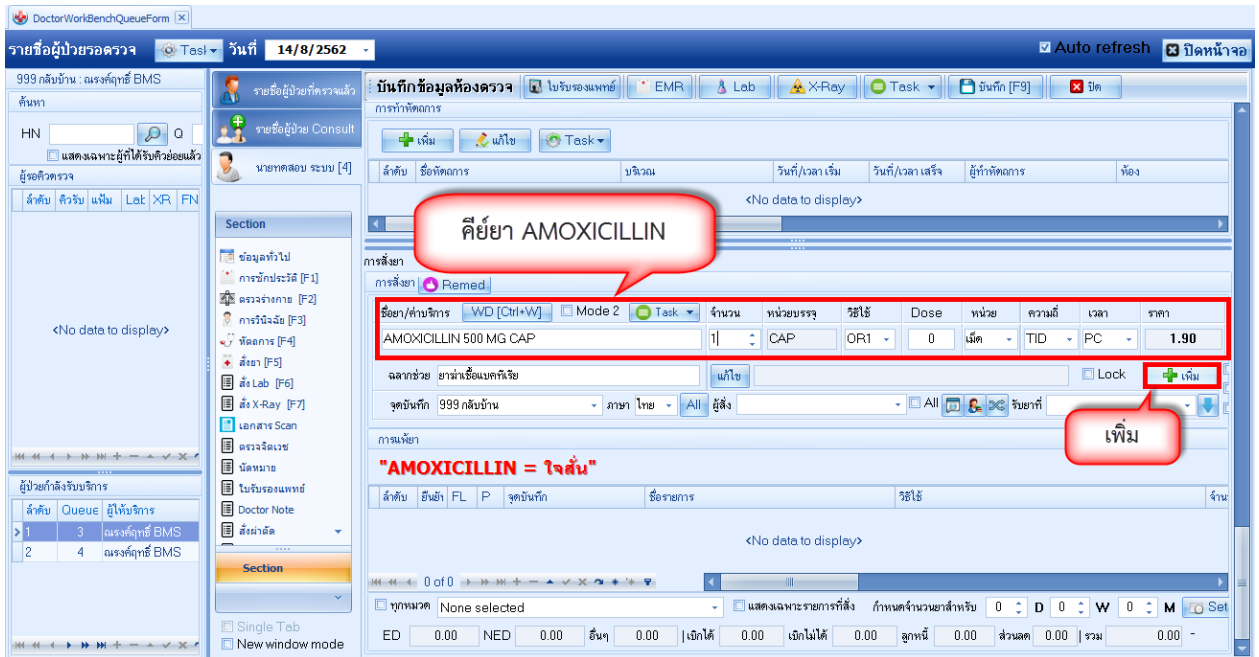 DoctorWorkBenchQueueForm
รายชื่อผู้ป่วยรอตรวจ Task วันที่ 14/8/2562 Auto refresh ปิดหน้าจอ
999 กลับบ้าน : ณรงค์ฤทธิ์ BMS
ค้นหา
HN Q
แสดงเฉพาะผู้ที่ได้รับคิวย่อยแล้ว
ผู้รอคิวตรวจ
ลำดับ คิวรับ แฟ้ม Lab XR FN
<No data to display>
ผู้ป่วยกำลังรับบริการ
ลำดับ Queue ผู้ให้บริการ
1 3 ณรงค์ฤทธิ์ BMS
2 4 ณรงค์ฤทธิ์ BMS
รายชื่อผู้ป่วยที่ตรวจแล้ว
รายชื่อผู้ป่วย Consult
นายทดสอบ ระบบ [4]
Section
ข้อมูลทั่วไป
การซักประวัติ [F1]
ตรวจร่างกาย [F2]
การวินิจฉัย [F3]
หัตถการ [F4]
สั่งยา [F5]
สั่ง Lab [F6]
สั่ง X-Ray [F7]
เอกสาร Scan
ตรวจจิตเวช
นัดหมาย
ใบรับรองแพทย์
Doctor Note
สั่งผ่าตัด
Section
Single Tab
New window mode
บันทึกข้อมูลห้องตรวจ ใบรับรองแพทย์ EMR Lab X-Ray Task บันทึก [F9] ปิด
การทำหัตถการ
เพิ่ม แก้ไข Task
ลำดับ ชื่อหัตถการ บริเวณ วันที่/เวลา เริ่ม วันที่/เวลา เสร็จ ผู้ทำหัตถการ ห้อง
<No data to display>
คีย์ยา AMOXICILLIN
การสั่งยา
การสั่งยา Remed
ชื่อยา/ค่าบริการ WD [Ctrl+W] Mode 2 Task จำนวน หน่วยบรรจุ วิธีใช้ Dose หน่วย ความถี่ เวลา ราคา
AMOXICILLIN 500 MG CAP 1 CAP OR1 0 เม็ด TID PC 1.90
ฉลากช่วย ยาฆ่าเชื้อแบคทีเรีย แก้ไข Lock เพิ่ม
จุดบันทึก 999 กลับบ้าน ภาษา ไทย All ผู้สั่ง All รับยาที่
เพิ่ม
การแพ้ยา
"AMOXICILLIN = ใจสั่น"
ลำดับ ยืนยัน FL P จุดบันทึก ชื่อรายการ วิธีใช้
<No data to display>
0 of 0
ทุกหมวด None selected แสดงเฉพาะรายการที่สั่ง กำหนดจำนวนยาสำหรับ 0 D 0 W 0 M Set
ED 0.00 NED 0.00 อื่นๆ 0.00 | เบิกได้ 0.00 เบิกไม่ได้ 0.00 ลูกหนี้ 0.00 ส่วนลด 0.00 | รวม 0.00 -